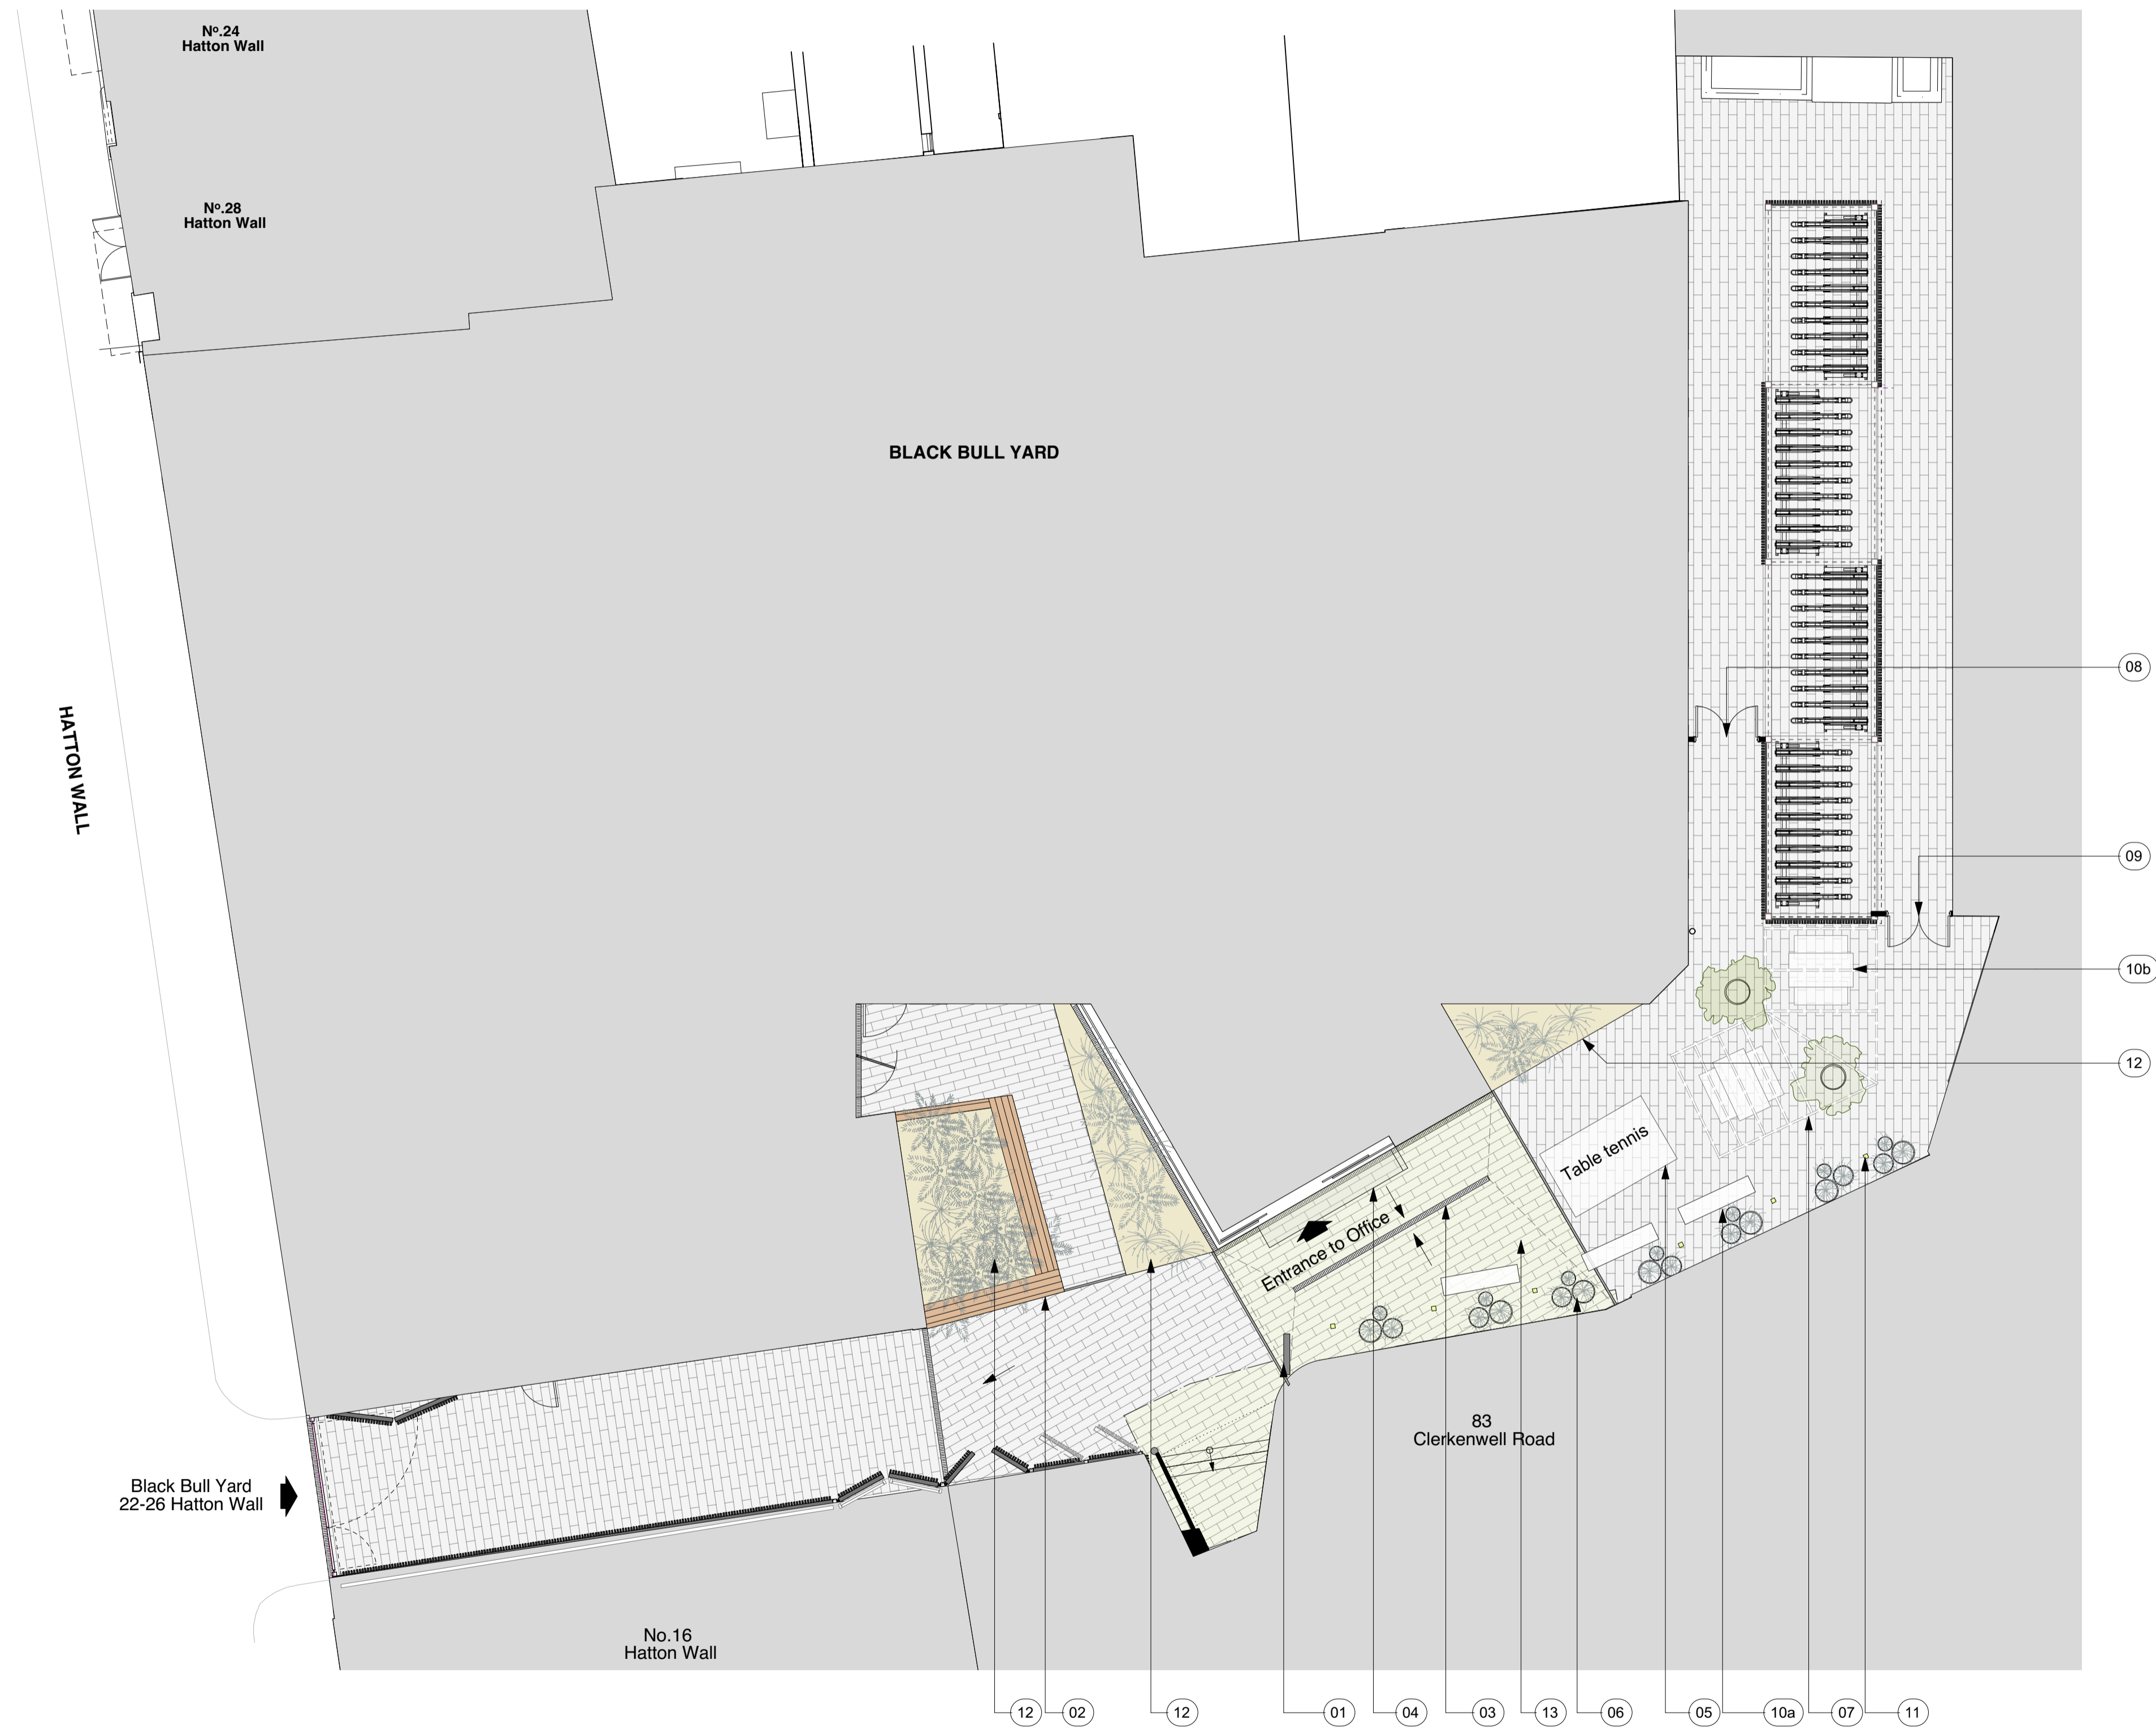 Nº.24
Hatton Wall
Nº.28
Hatton Wall
BLACK BULL YARD
HATTON WALL
08
09
10b
12
Table tennis
Entrance to Office
83
Clerkenwell Road
Black Bull Yard
22-26 Hatton Wall
No.16
Hatton Wall
12
02
12
01
04
03
13
06
05
10a
07
11